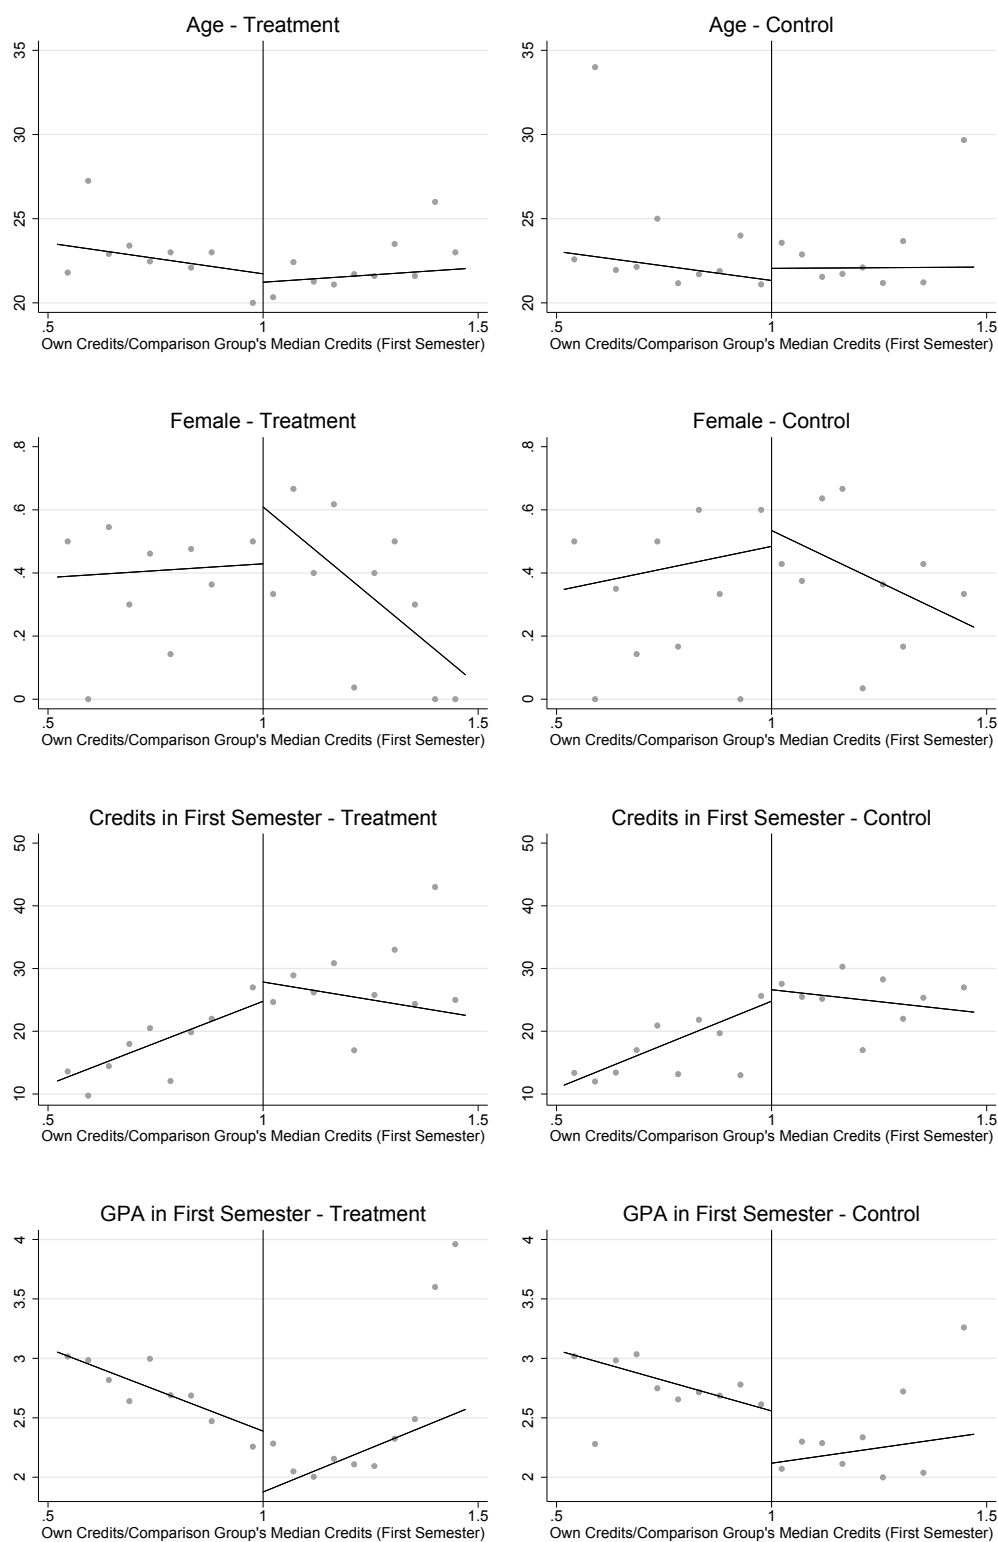 Age - Treatment
35
30
25
20
.5 1 1.5
Own Credits/Comparison Group's Median Credits (First Semester)
Age - Control
35
30
25
20
.5 1 1.5
Own Credits/Comparison Group's Median Credits (First Semester)
Female - Treatment
.8
.6
.4
.2
0
.5 1 1.5
Own Credits/Comparison Group's Median Credits (First Semester)
Female - Control
.8
.6
.4
.2
0
.5 1 1.5
Own Credits/Comparison Group's Median Credits (First Semester)
Credits in First Semester - Treatment
50
40
30
20
10
.5 1 1.5
Own Credits/Comparison Group's Median Credits (First Semester)
Credits in First Semester - Control
50
40
30
20
10
.5 1 1.5
Own Credits/Comparison Group's Median Credits (First Semester)
GPA in First Semester - Treatment
4
3.5
3
2.5
2
.5 1 1.5
Own Credits/Comparison Group's Median Credits (First Semester)
GPA in First Semester - Control
4
3.5
3
2.5
2
.5 1 1.5
Own Credits/Comparison Group's Median Credits (First Semester)